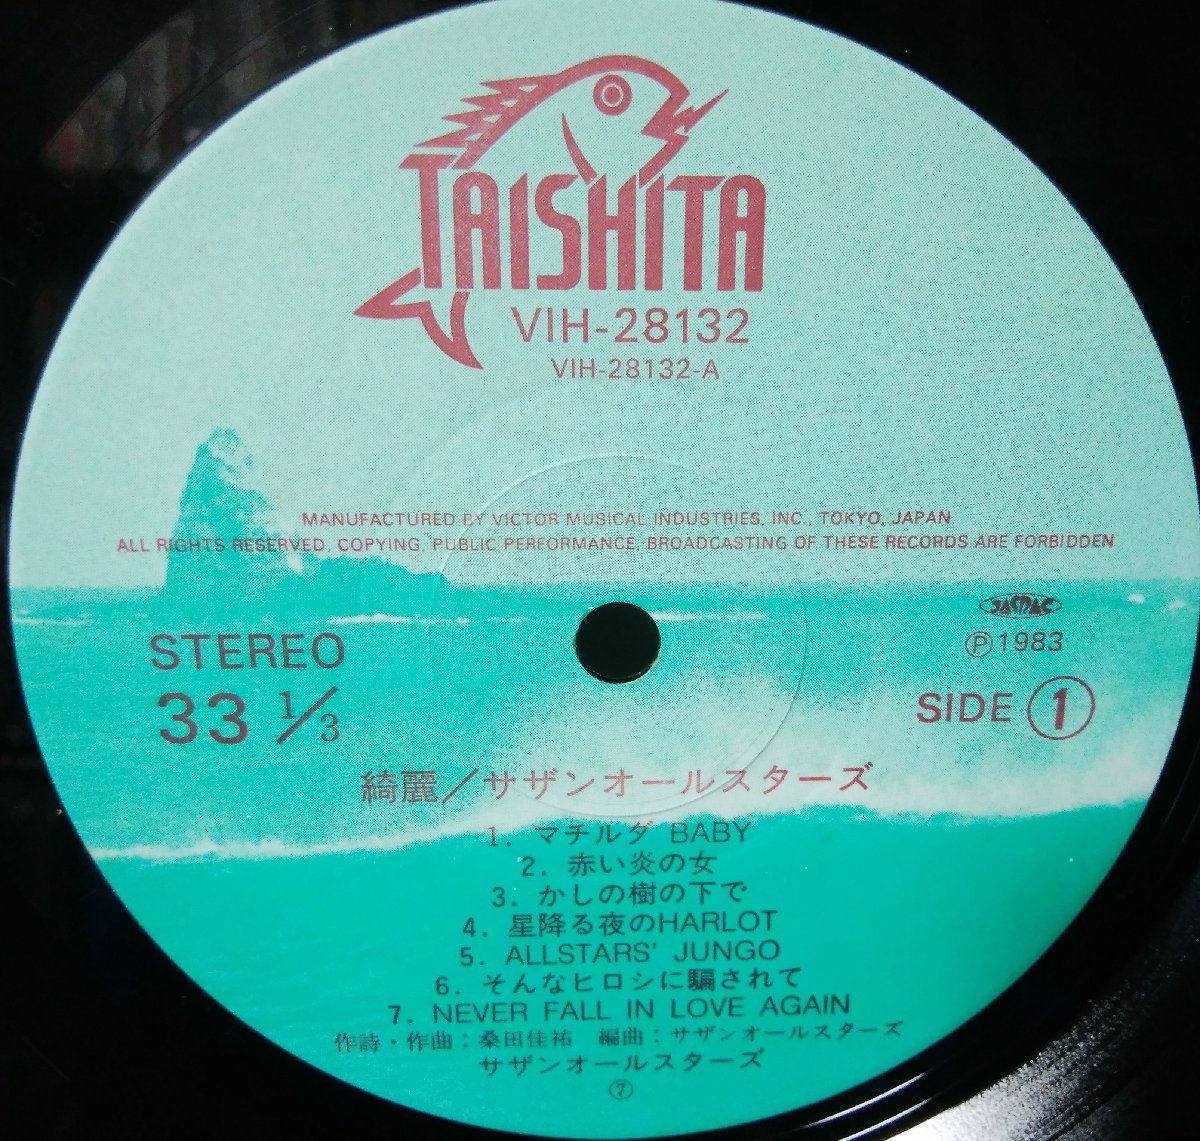 TAISHITA
VIH-28132
VIH-28132-A
MANUFACTURED BY VICTOR MUSICAL INDUSTRIES, INC., TOKYO, JAPAN
ALL RIGHTS RESERVED, COPYING, PUBLIC PERFORMANCE, BROADCASTING OF THESE RECORDS ARE FORBIDDEN
JASRAC
Ⓟ1983
STEREO
33 1/3
SIDE ①
綺麗／サザンオールスターズ
1. マチルダ BABY
2. 赤い炎の女
3. かしの樹の下で
4. 星降る夜のHARLOT
5. ALLSTARS' JUNGO
6. そんなヒロシに騙されて
7. NEVER FALL IN LOVE AGAIN
作詩・作曲：桑田佳祐 編曲：サザンオールスターズ
サザンオールスターズ
⑦